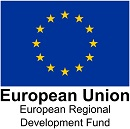 European Union
European Regional
Development Fund